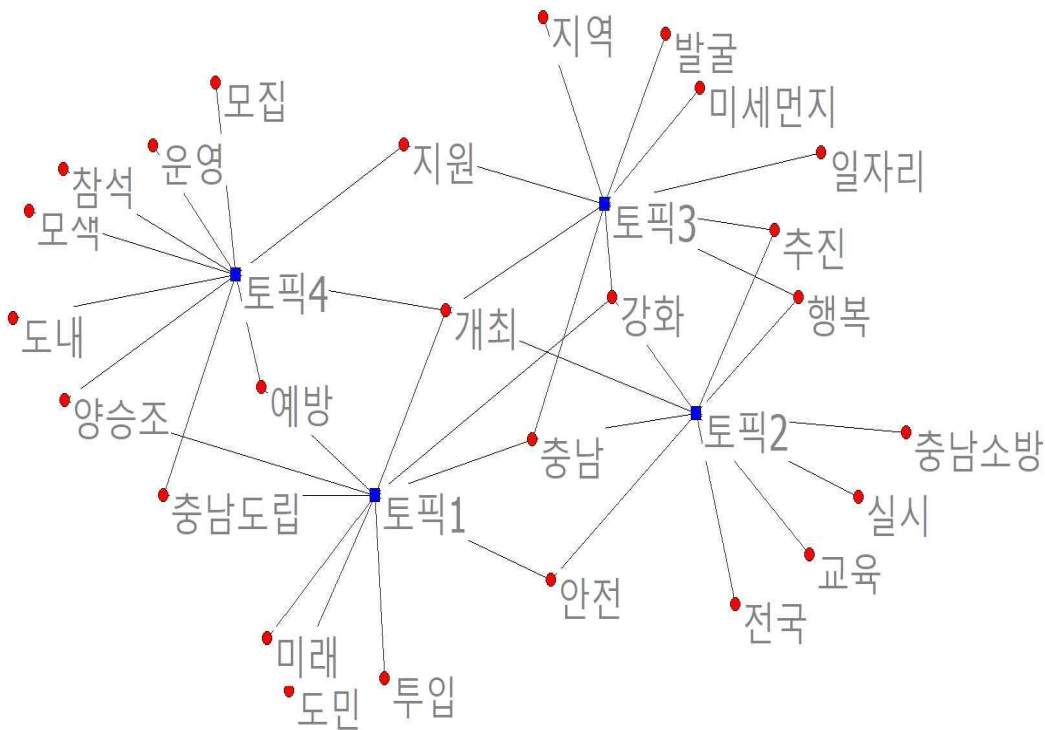 지역
발굴
모집
미세먼지
운영
지원
일자리
참석
모색
토픽3
추진
토픽4
강화
행복
도내
개최
예방
양승조
토픽2
충남
충남소방
충남도립
토픽1
실시
교육
안전
전국
미래
투입
도민